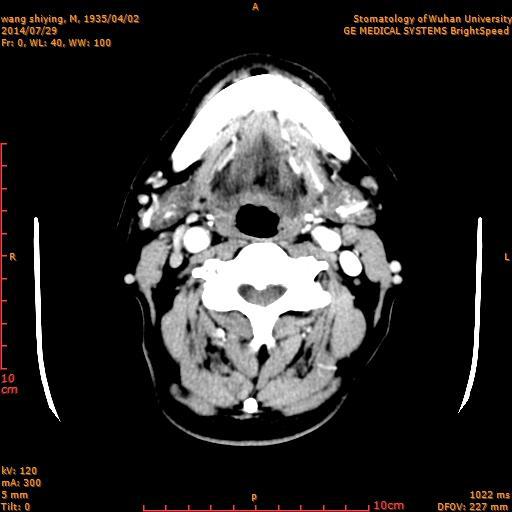 A
wang shiying, M, 1935/04/02
2014/07/29
Fr: 0, WL: 40, WW: 100
Stomatology of Wuhan University
GE MEDICAL SYSTEMS BrightSpeed
R
L
10
cm
kV: 120
mA: 300
5 mm
Tilt: 0
P
10cm
1022 ms
DFOV: 227 mm